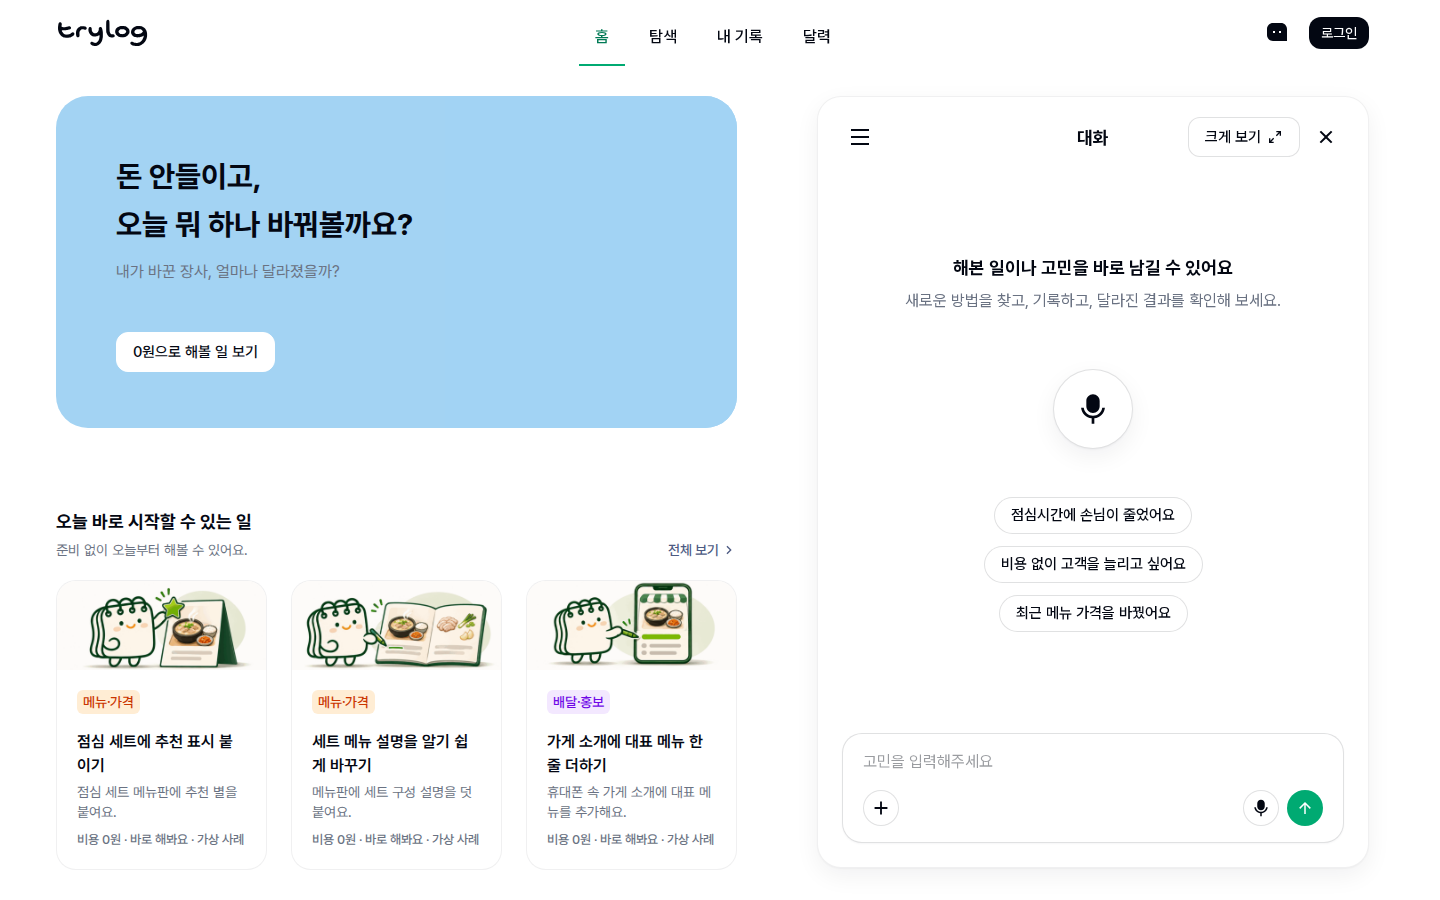 trylog
홈
탐색
내 기록
달력
로그인
돈 안들이고,
오늘 뭐 하나 바꿔볼까요?
내가 바꾼 장사, 얼마나 달라졌을까?
0원으로 해볼 일 보기
오늘 바로 시작할 수 있는 일
준비 없이 오늘부터 해볼 수 있어요.
전체 보기
메뉴·가격
점심 세트에 추천 표시 붙
이기
점심 세트 메뉴판에 추천 별을
붙여요.
비용 0원 · 바로 해봐요 · 가상 사례
메뉴·가격
세트 메뉴 설명을 알기 쉽
게 바꾸기
메뉴판에 세트 구성 설명을 덧
붙여요.
비용 0원 · 바로 해봐요 · 가상 사례
배달·홍보
가게 소개에 대표 메뉴 한
줄 더하기
휴대폰 속 가게 소개에 대표 메
뉴를 추가해요.
비용 0원 · 바로 해봐요 · 가상 사례
대화
크게 보기
해본 일이나 고민을 바로 남길 수 있어요
새로운 방법을 찾고, 기록하고, 달라진 결과를 확인해 보세요.
점심시간에 손님이 줄었어요
비용 없이 고객을 늘리고 싶어요
최근 메뉴 가격을 바꿨어요
고민을 입력해주세요